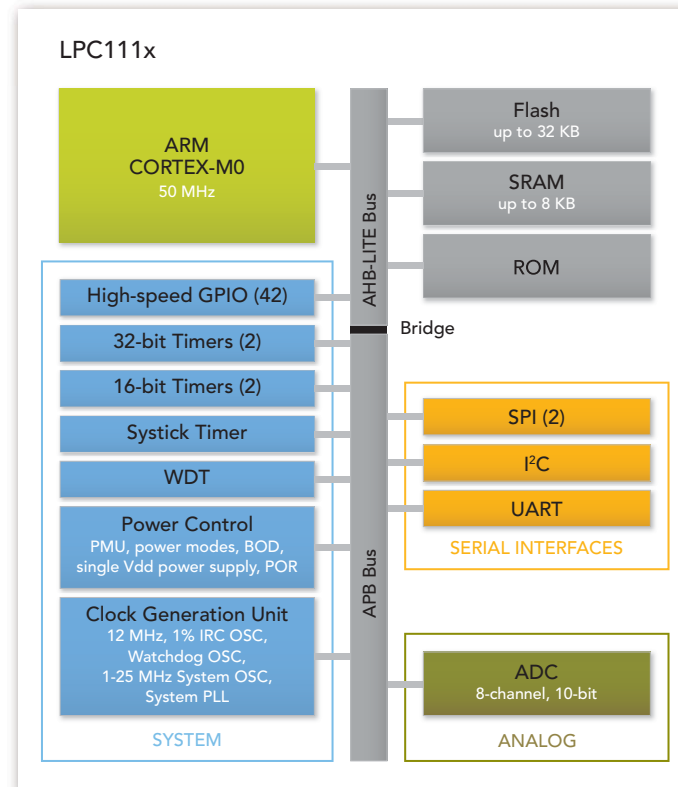 LPC111x
ARM
CORTEX-M0
50 MHz
High-speed GPIO (42)
32-bit Timers (2)
16-bit Timers (2)
Systick Timer
WDT
Power Control
PMU, power modes, BOD,
single Vdd power supply, POR
Clock Generation Unit
12 MHz, 1% IRC OSC,
Watchdog OSC,
1-25 MHz System OSC,
System PLL
SYSTEM
AHB-LITE Bus
Bridge
APB Bus
Flash
up to 32 KB
SRAM
up to 8 KB
ROM
SPI (2)
I²C
UART
SERIAL INTERFACES
ADC
8-channel, 10-bit
ANALOG